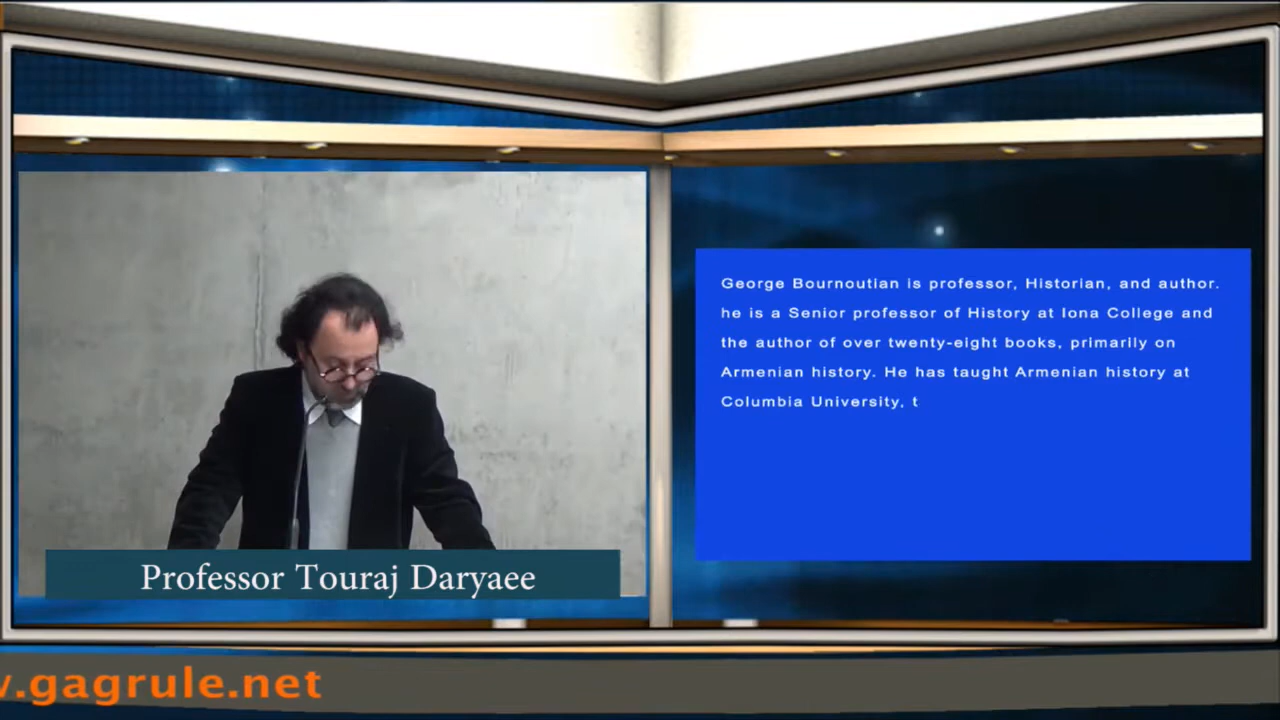 George Bournoutian is professor, Historian, and author.
he is a Senior professor of History at Iona College and
the author of over twenty-eight books, primarily on
Armenian history. He has taught Armenian history at
Columbia University, t
Professor Touraj Daryaee
.gagrule.net